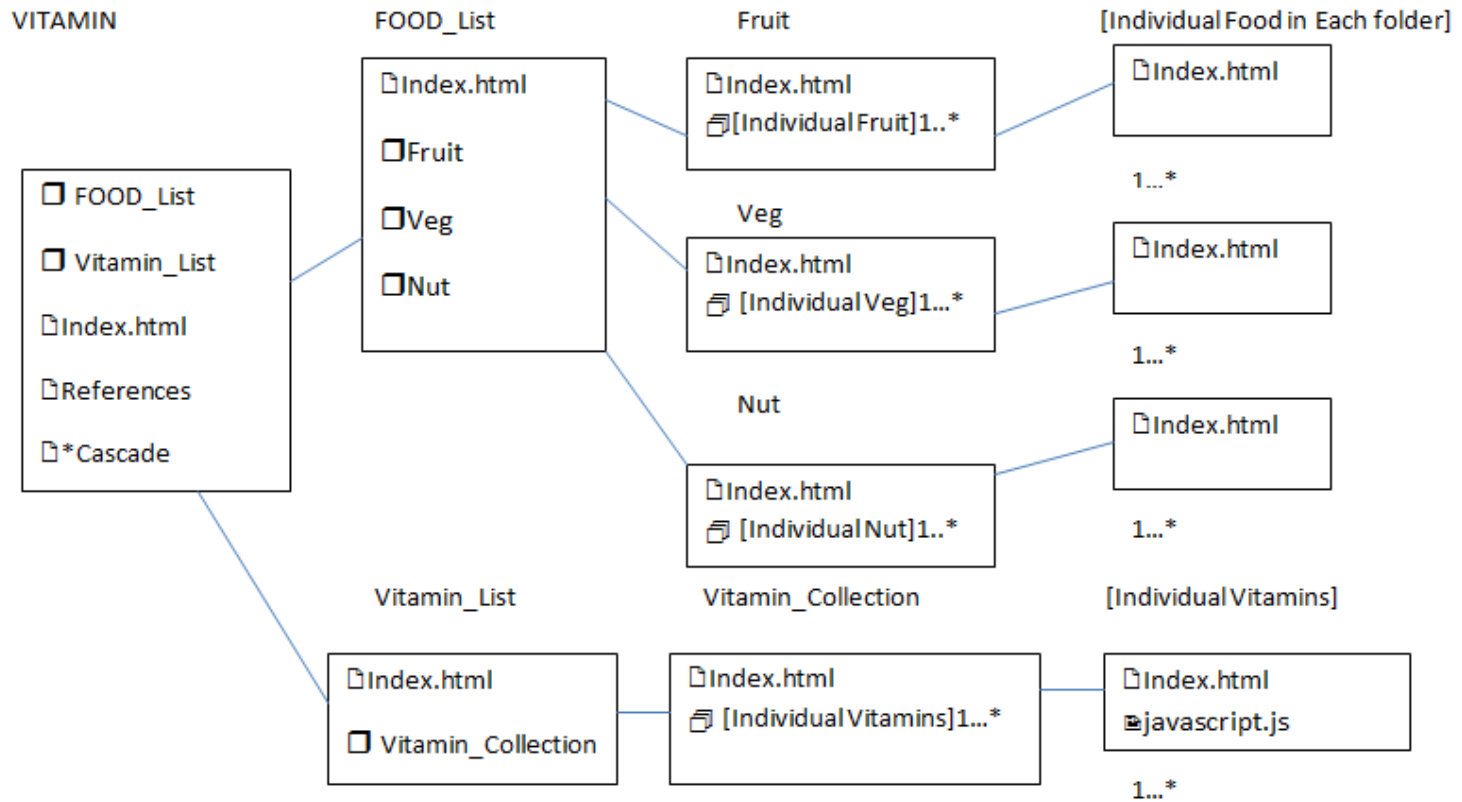 VITAMIN
FOOD_List
Vitamin_List
Index.html
References
*Cascade
FOOD_List
Index.html
Fruit
Veg
Nut
Fruit
Index.html
[Individual Fruit]1..*
[Individual Food in Each folder]
Index.html
1...*
Veg
Index.html
[Individual Veg]1...*
Index.html
1...*
Nut
Index.html
[Individual Nut]1..*
Index.html
1...*
Vitamin_List
Index.html
Vitamin_Collection
Vitamin_Collection
Index.html
[Individual Vitamins]1...*
[Individual Vitamins]
Index.html
javascript.js
1...*